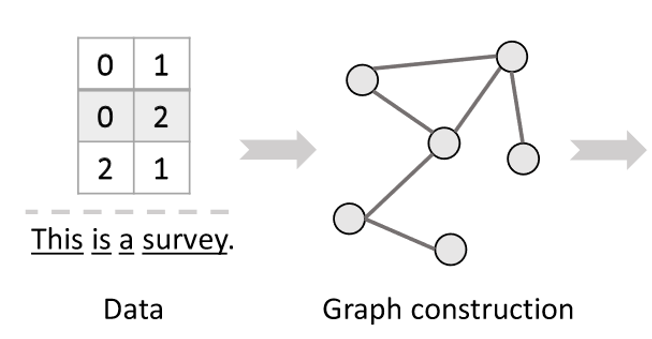 0 1
0 2
2 1
This is a survey.
Data
Graph construction